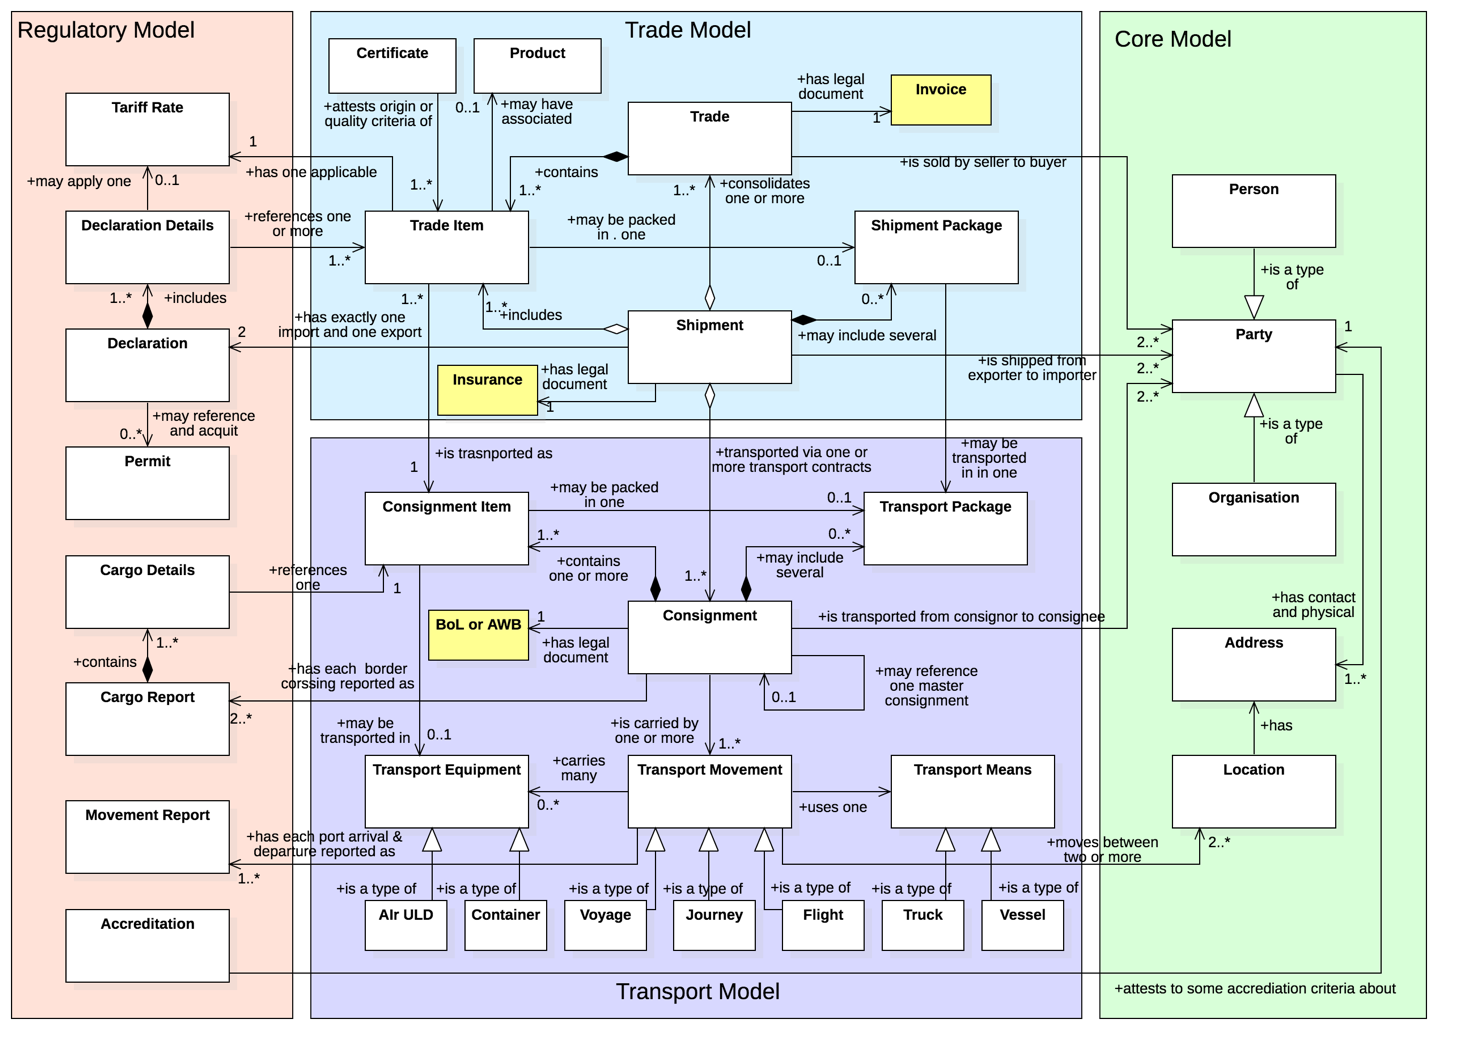 Regulatory Model
Trade Model
Core Model
Certificate
Product
Invoice
Tariff Rate
Trade
+has legal
document
1
+attests origin or
quality criteria of
0..1
+may have
associated
1
+has one applicable
+contains
+is sold by seller to buyer
+may apply one
0..1
1..*
1..*
1..*
+consolidates
one or more
Person
Declaration Details
+references one
or more
1..*
Trade Item
+may be packed
in . one
0..1
Shipment Package
+is a type
of
1..*
+includes
1..*
1..*
+includes
0..*
Declaration
2
+has exactly one
import and one export
Shipment
+may include several
Party
1
2..*
2..*
2..*
+is shipped from
exporter to importer
Insurance
+has legal
document
1
+may reference
and acquit
0..*
+is a type
of
Permit
1
+is trasnported as
+transported via one or
more transport contracts
+may be
transported
in in one
Consignment Item
+may be packed
in one
0..1
Transport Package
Organisation
1..*
+contains
one or more
0..*
+may include
several
Cargo Details
+references
one
1
1..*
+has contact
and physical
BoL or AWB
1
+has legal
document
Consignment
+is transported from consignor to consignee
1..*
+contains
Address
1..*
Cargo Report
+has each  border
corssing reported as
2..*
0..1
+may reference
one master
consignment
+may be
transported in
0..1
+is carried by
one or more
1..*
+has
Transport Equipment
+carries
many
0..*
Transport Movement
+uses one
Transport Means
Location
Movement Report
+has each port arrival &
departure reported as
1..*
+moves between
two or more
2..*
+is a type of
+is a type of
+is a type of
+is a type of
+is a type of
+is a type of
+is a type of
Accreditation
AIr ULD
Container
Voyage
Journey
Flight
Truck
Vessel
Transport Model
+attests to some accrediation criteria about